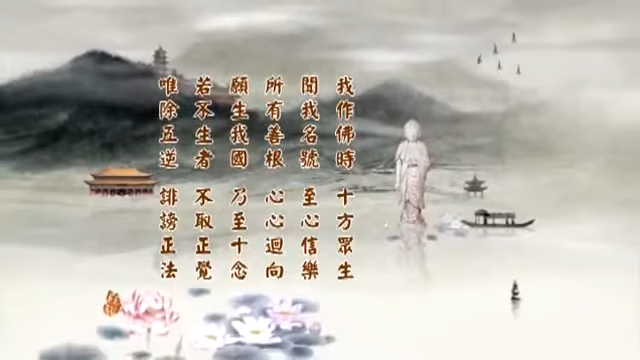 我作佛時 十方眾生
聞我名號 至心信樂
所有善根 心心迴向
願生我國 乃至十念
若不生者 不取正覺
唯除五逆 誹謗正法